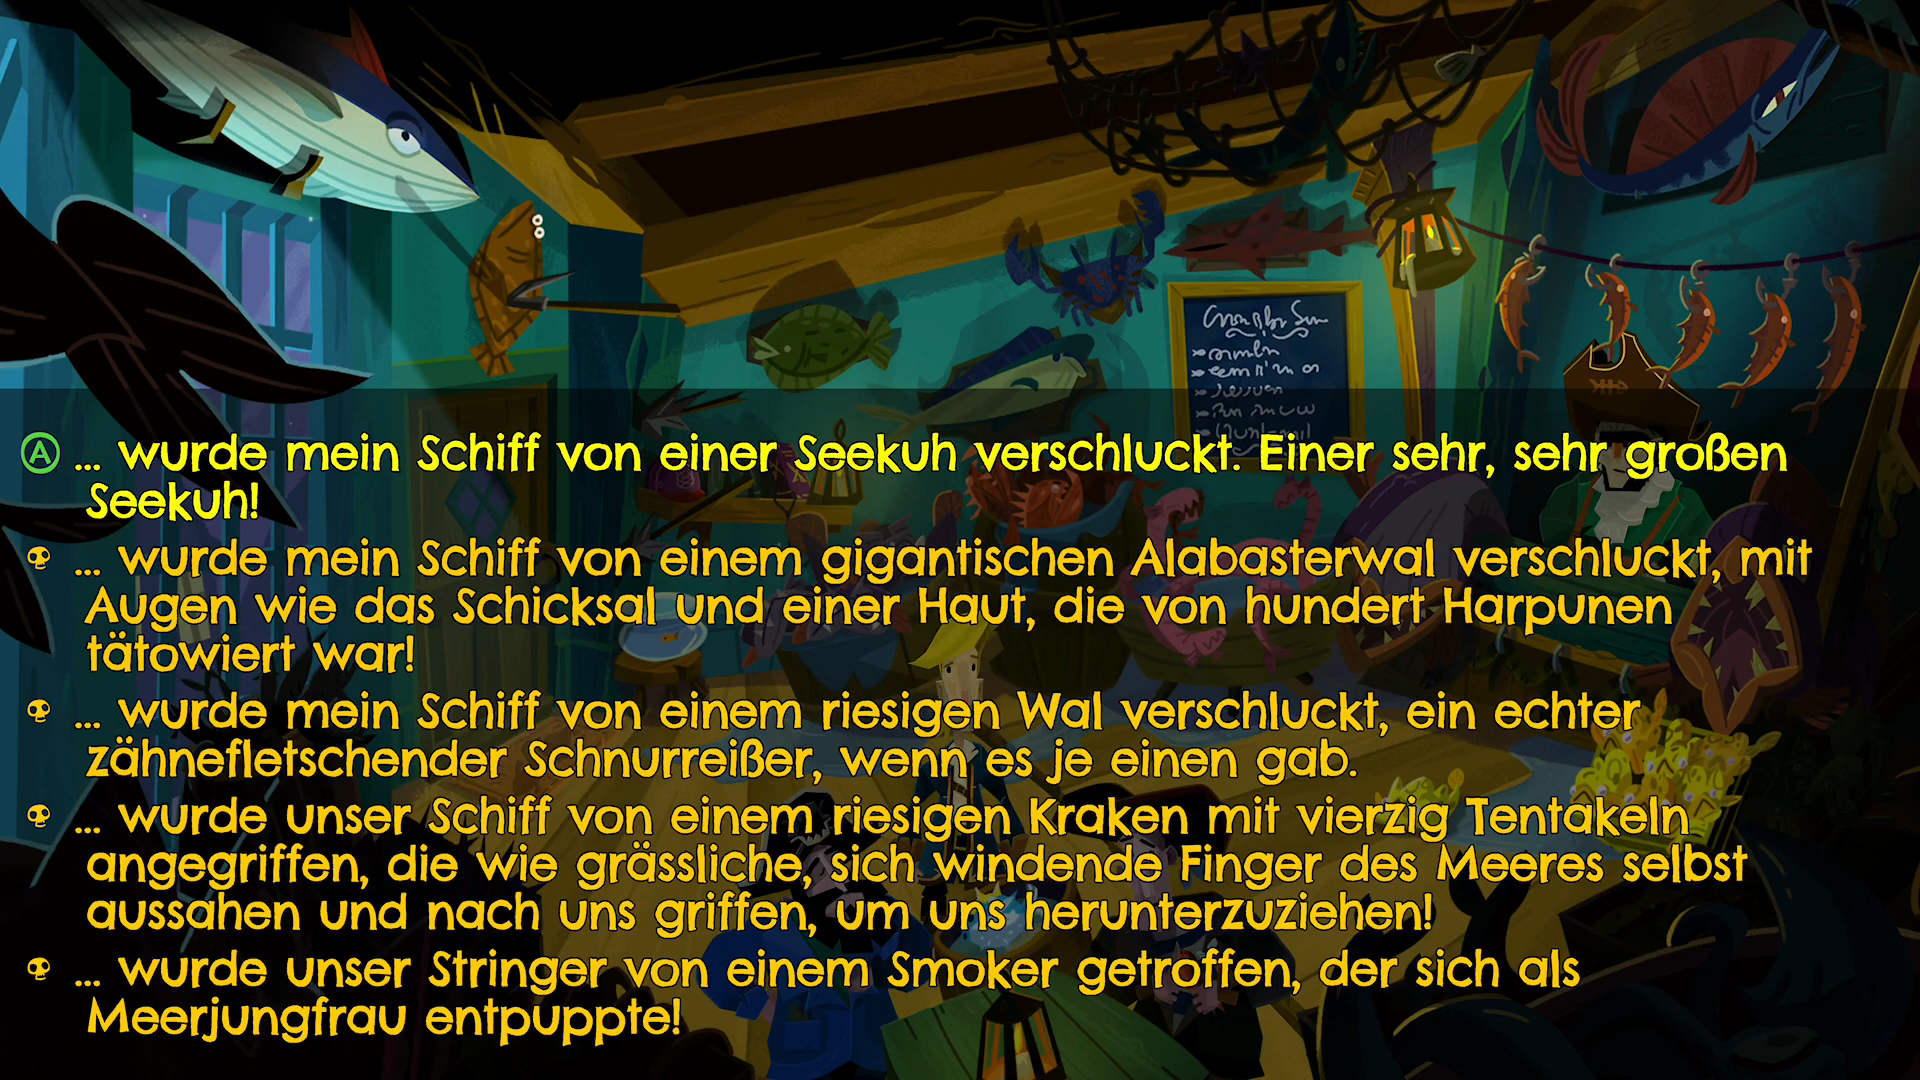 A ... wurde mein Schiff von einer Seekuh verschluckt. Einer sehr, sehr großen
Seekuh!
... wurde mein Schiff von einem gigantischen Alabasterwal verschluckt, mit
Augen wie das Schicksal und einer Haut, die von hundert Harpunen
tätowiert war!
... wurde mein Schiff von einem riesigen Wal verschluckt, ein echter
zähnefletschender Schnurreißer, wenn es je einen gab.
... wurde unser Schiff von einem riesigen Kraken mit vierzig Tentakeln
angegriffen, die wie grässliche, sich windende Finger des Meeres selbst
aussahen und nach uns griffen, um uns herunterzuziehen!
... wurde unser Stringer von einem Smoker getroffen, der sich als
Meerjungfrau entpuppte!